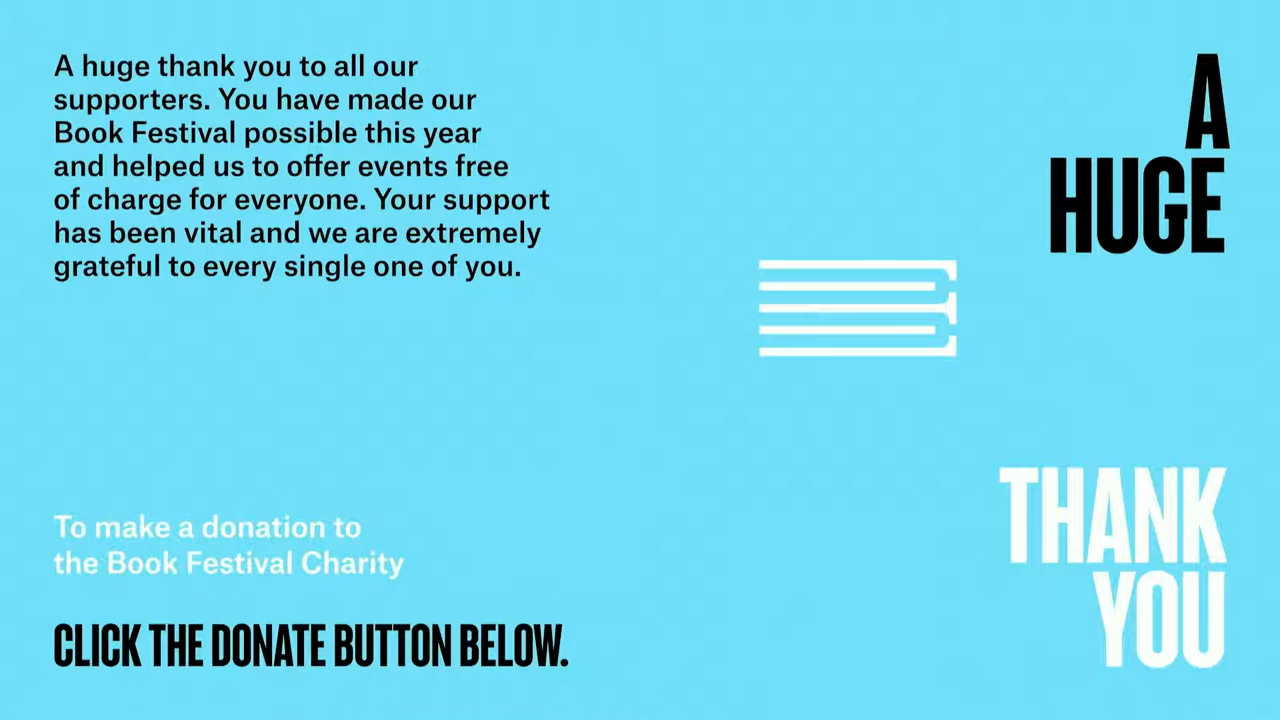 A huge thank you to all our
supporters. You have made our
Book Festival possible this year
and helped us to offer events free
of charge for everyone. Your support
has been vital and we are extremely
grateful to every single one of you.
To make a donation to
the Book Festival Charity
CLICK THE DONATE BUTTON BELOW.
A
HUGE
THANK
YOU